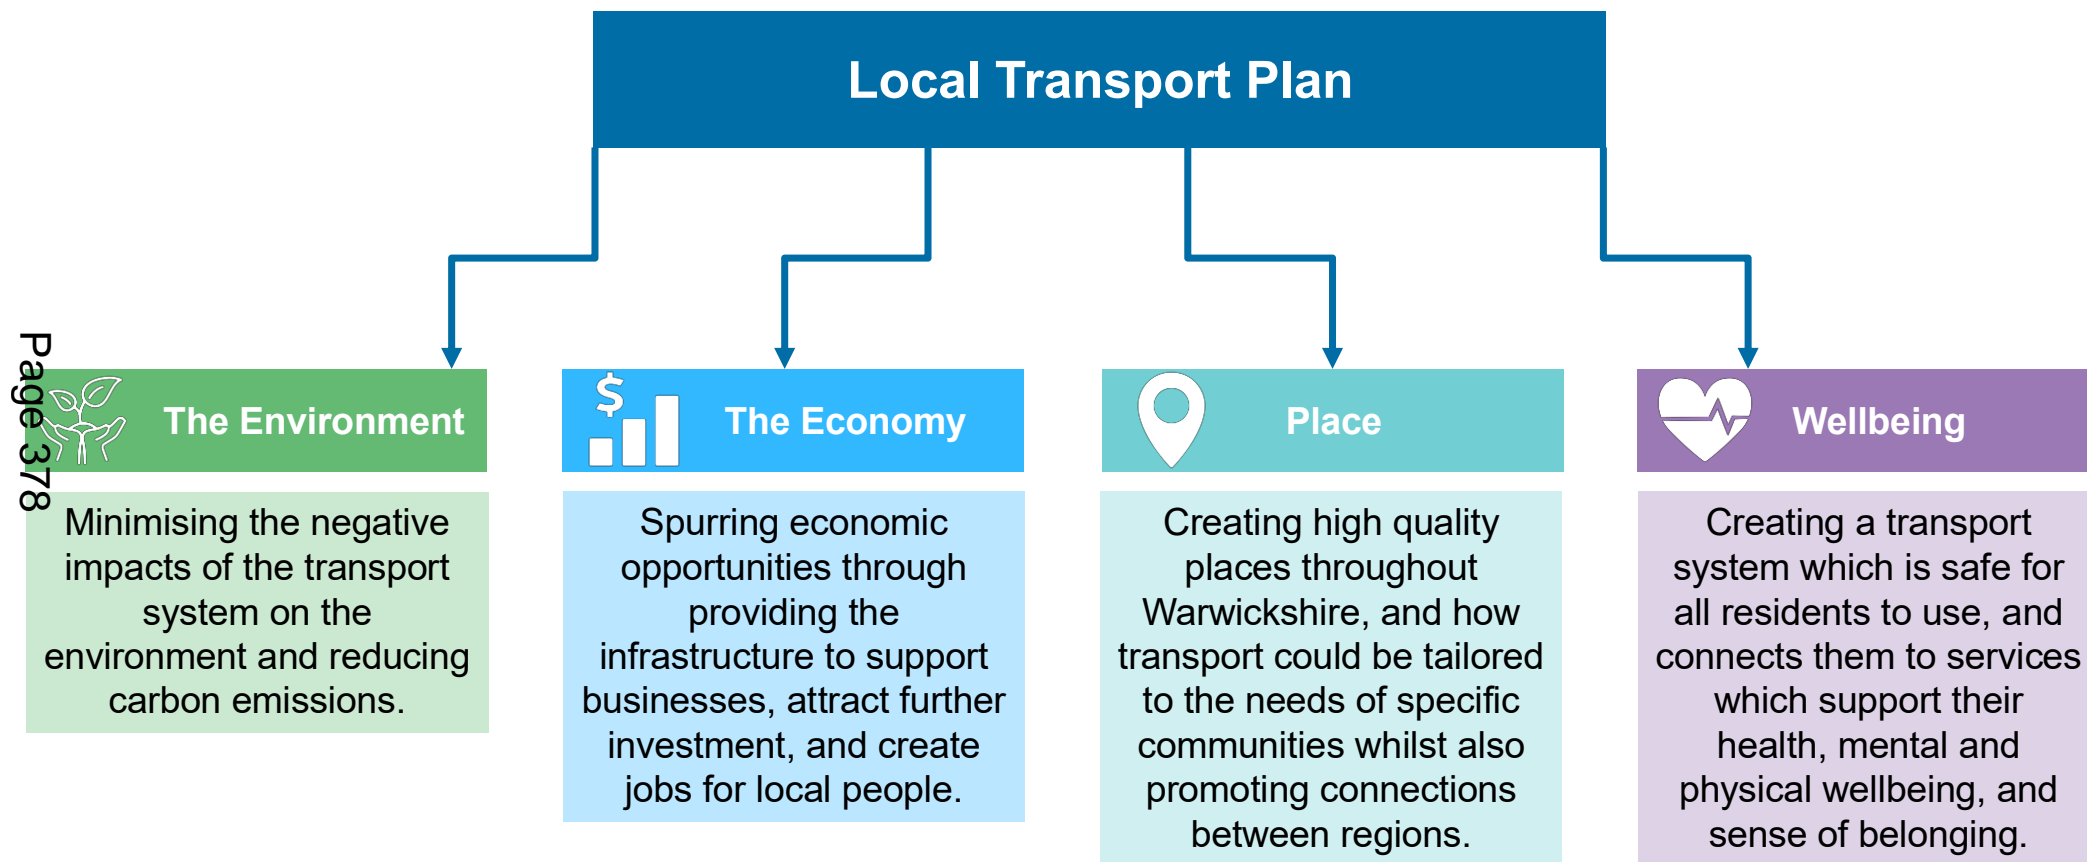 Local Transport Plan
Page 378
The Environment
Minimising the negative
impacts of the transport
system on the
environment and reducing
carbon emissions.
$
The Economy
Spurring economic
opportunities through
providing the
infrastructure to support
businesses, attract further
investment, and create
jobs for local people.
Place
Creating high quality
places throughout
Warwickshire, and how
transport could be tailored
to the needs of specific
communities whilst also
promoting connections
between regions.
Wellbeing
Creating a transport
system which is safe for
all residents to use, and
connects them to services
which support their
health, mental and
physical wellbeing, and
sense of belonging.